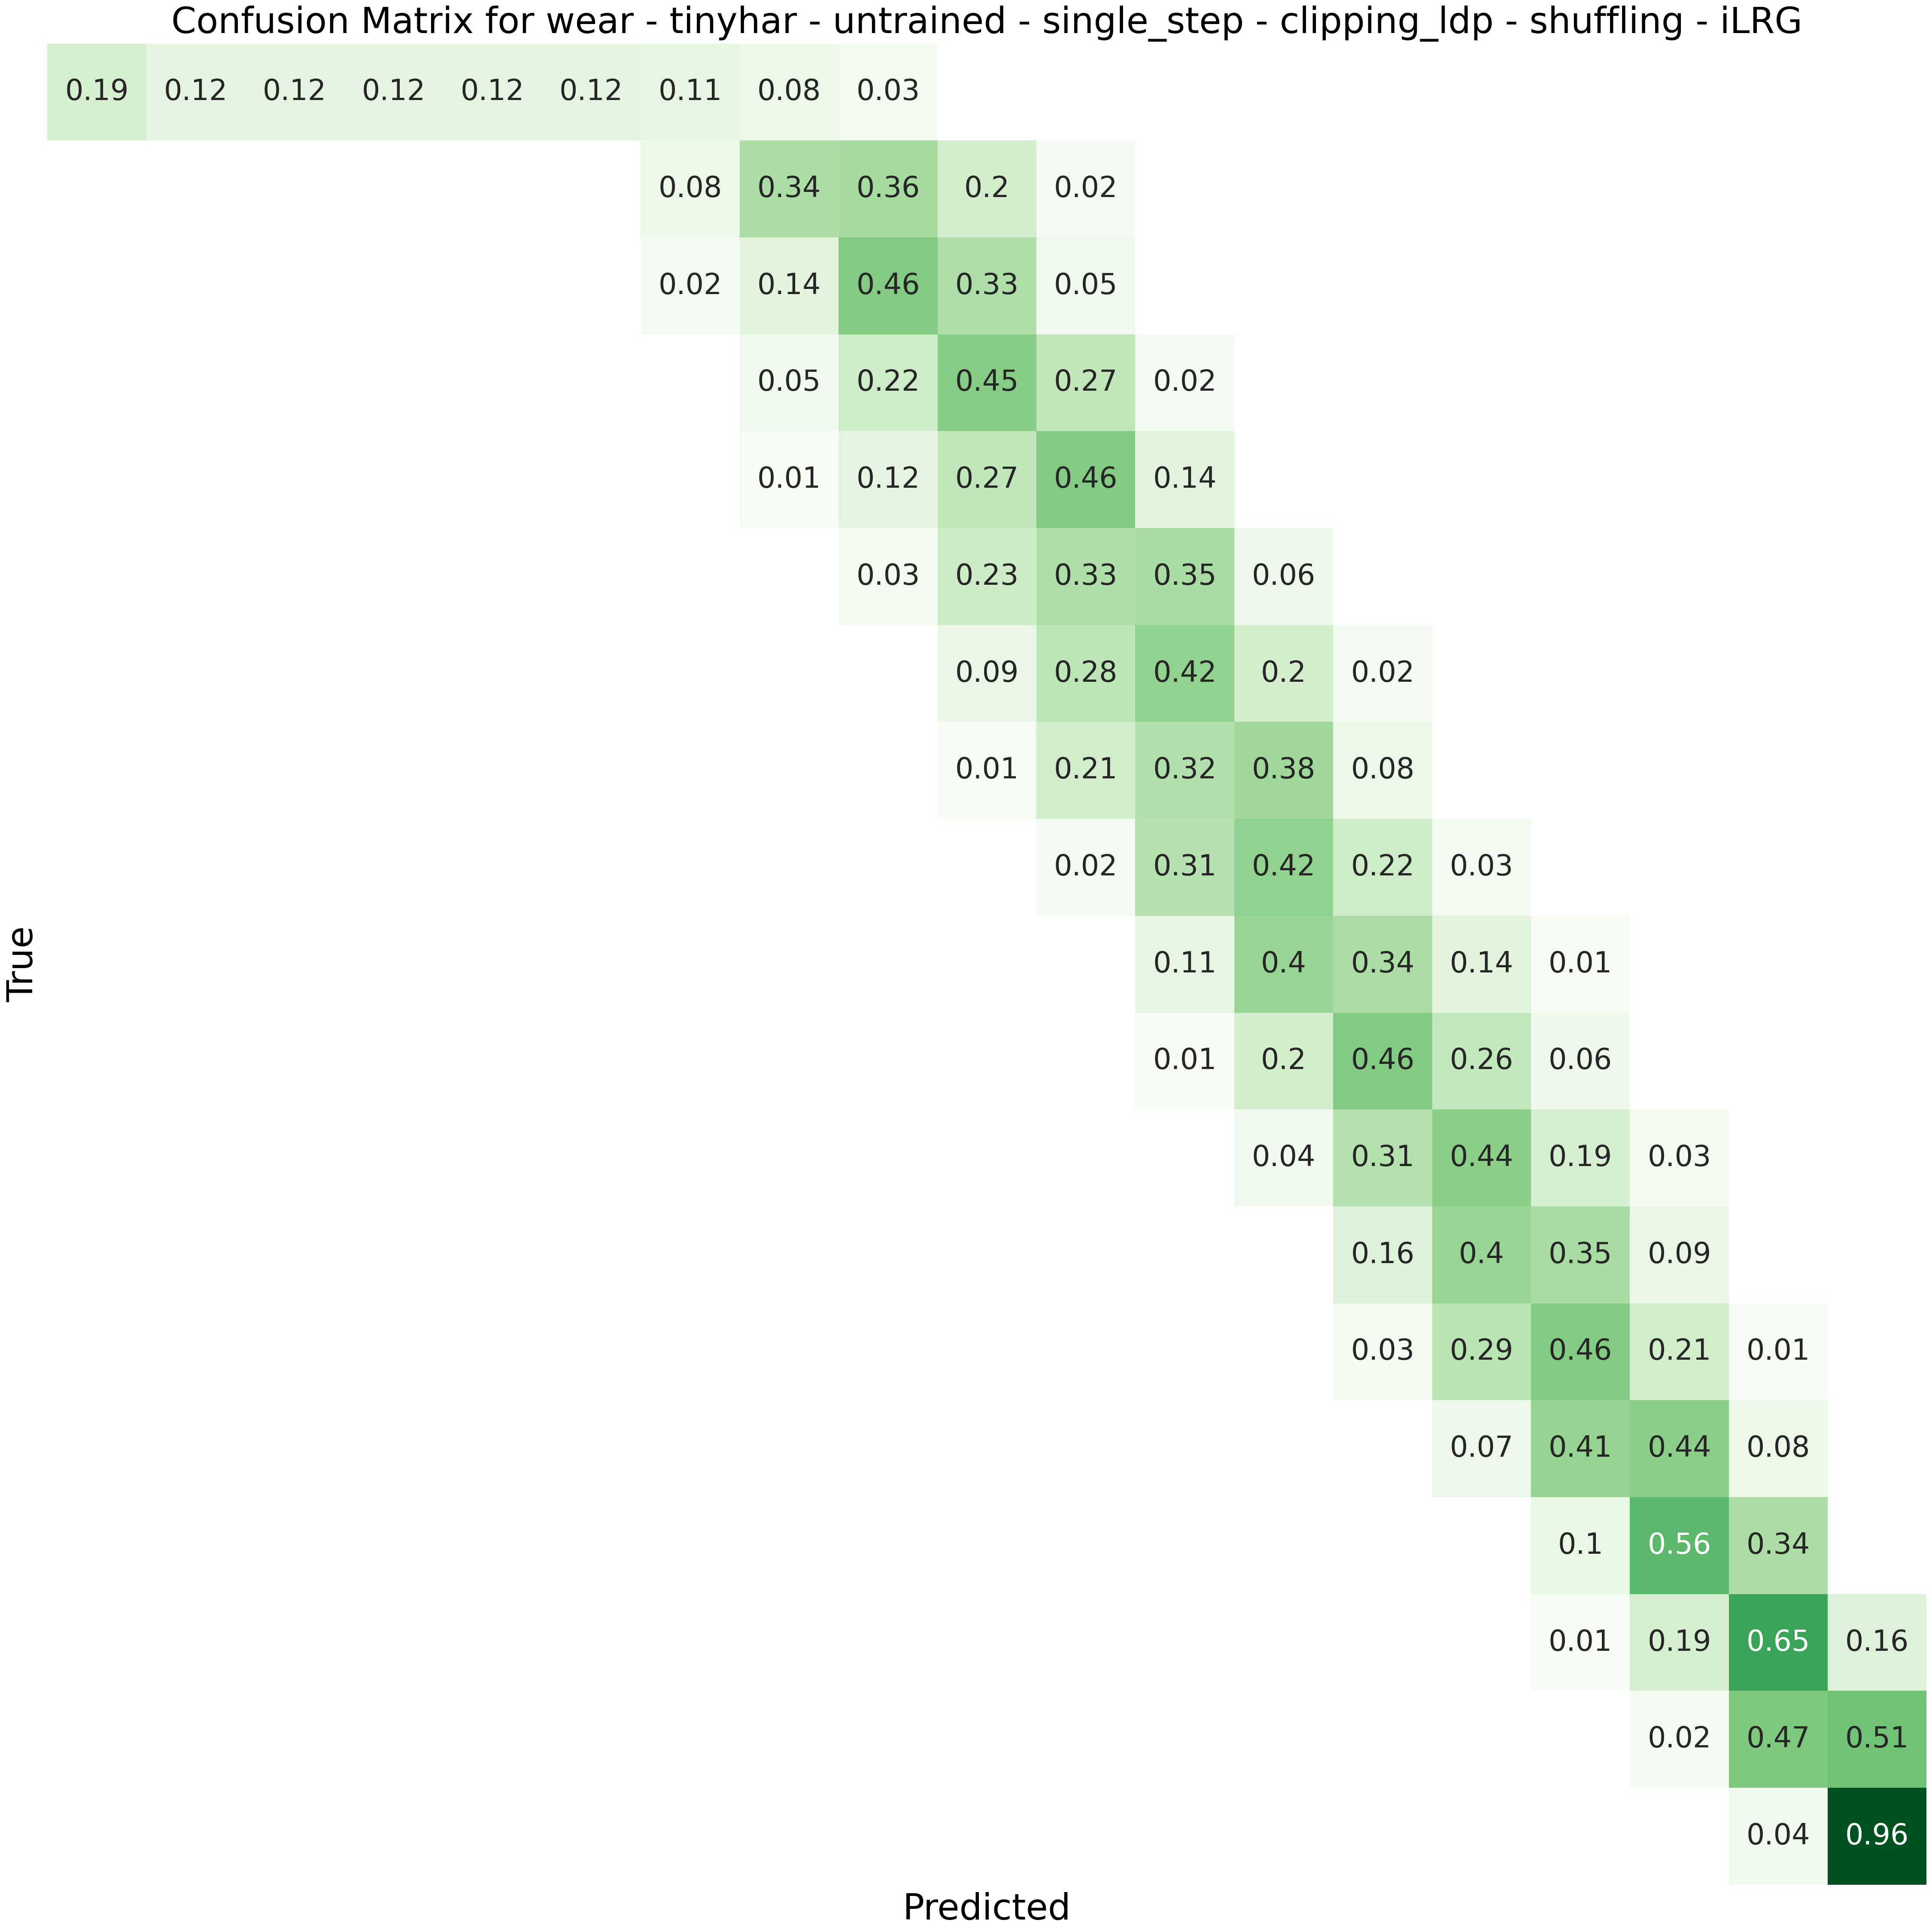 Confusion Matrix for wear - tinyhar - untrained - single_step - clipping_ldp - shuffling - iLRG
0.19 0.12 0.12 0.12 0.12 0.12 0.11 0.08 0.03
0.08 0.34 0.36 0.2 0.02
0.02 0.14 0.46 0.33 0.05
0.05 0.22 0.45 0.27 0.02
0.01 0.12 0.27 0.46 0.14
0.03 0.23 0.33 0.35 0.06
0.09 0.28 0.42 0.2 0.02
0.01 0.21 0.32 0.38 0.08
0.02 0.31 0.42 0.22 0.03
True
0.11 0.4 0.34 0.14 0.01
0.01 0.2 0.46 0.26 0.06
0.04 0.31 0.44 0.19 0.03
0.16 0.4 0.35 0.09
0.03 0.29 0.46 0.21 0.01
0.07 0.41 0.44 0.08
0.1 0.56 0.34
0.01 0.19 0.65 0.16
0.02 0.47 0.51
0.04 0.96
Predicted